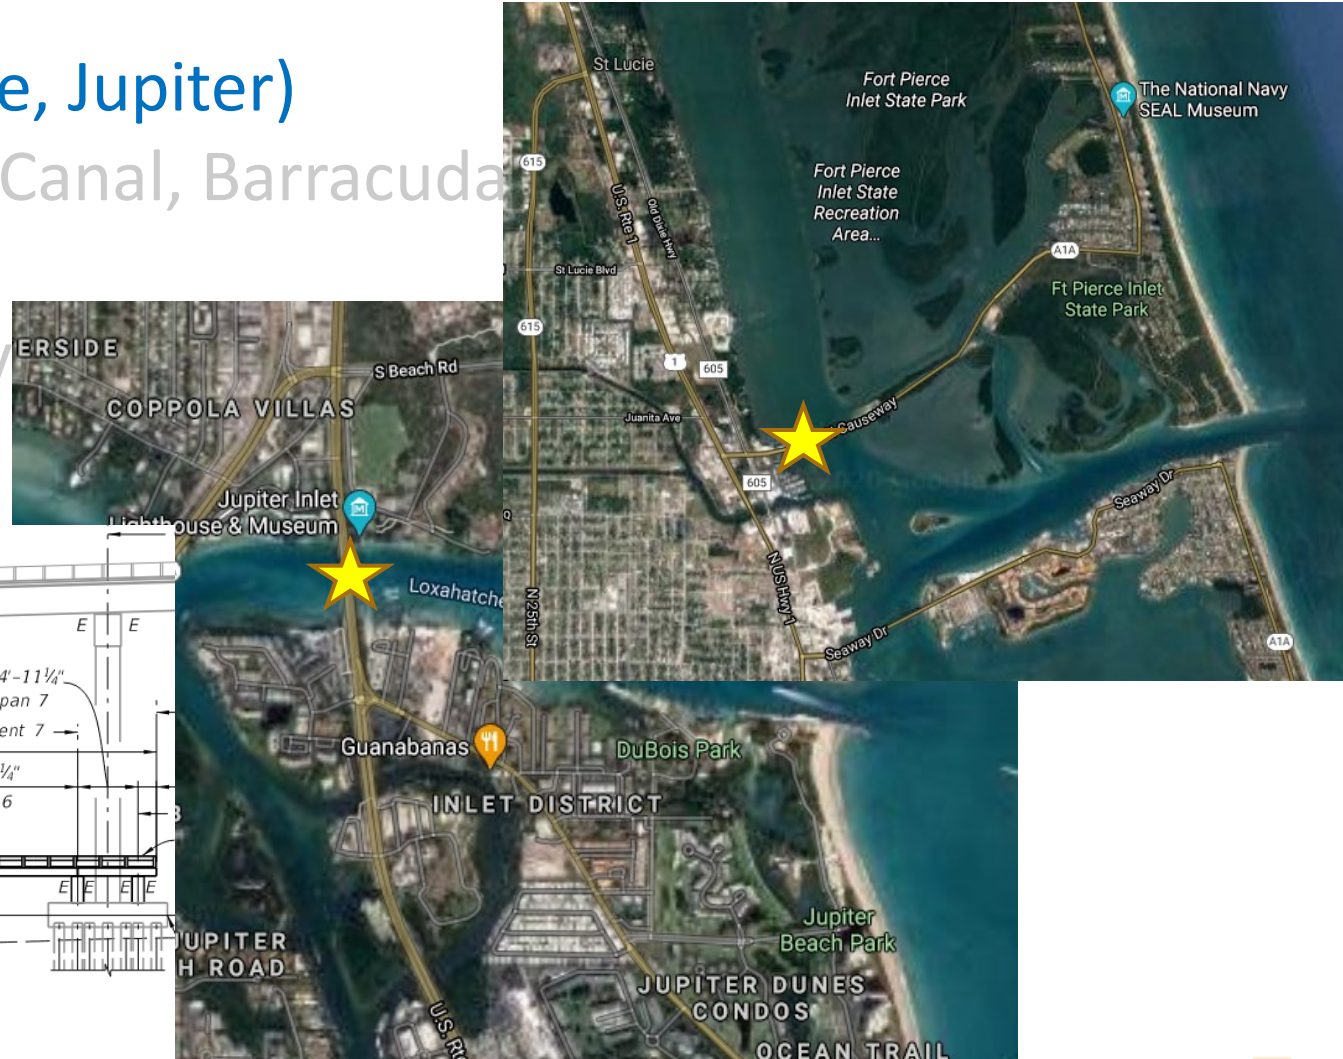 e, Jupiter)
Canal, Barracuda
St Lucie
Fort Pierce
Inlet State Park
The National Navy
SEAL Museum
615
Fort Pierce
Inlet State
Recreation
Area...
U.S. Rte 1
Old Dixie Hwy
A1A
St Lucie Blvd
Ft Pierce Inlet
State Park
615
1
605
Juanita Ave
Causeway
605
Seaway Dr
N 25th St
N US Hwy 1
Seaway Dr
A1A
ERSIDE
S Beach Rd
COPPOLA VILLAS
Jupiter Inlet
Lighthouse & Museum
Loxahatche
E E
4'-11¼"
pan 7
ent 7
¼"
6
E E E E
Guanabanas
DuBois Park
INLET DISTRICT
Jupiter
Beach Park
JUPITER
H ROAD
JUPITER DUNES
CONDOS
U.S. Rte
OCEAN TRAIL